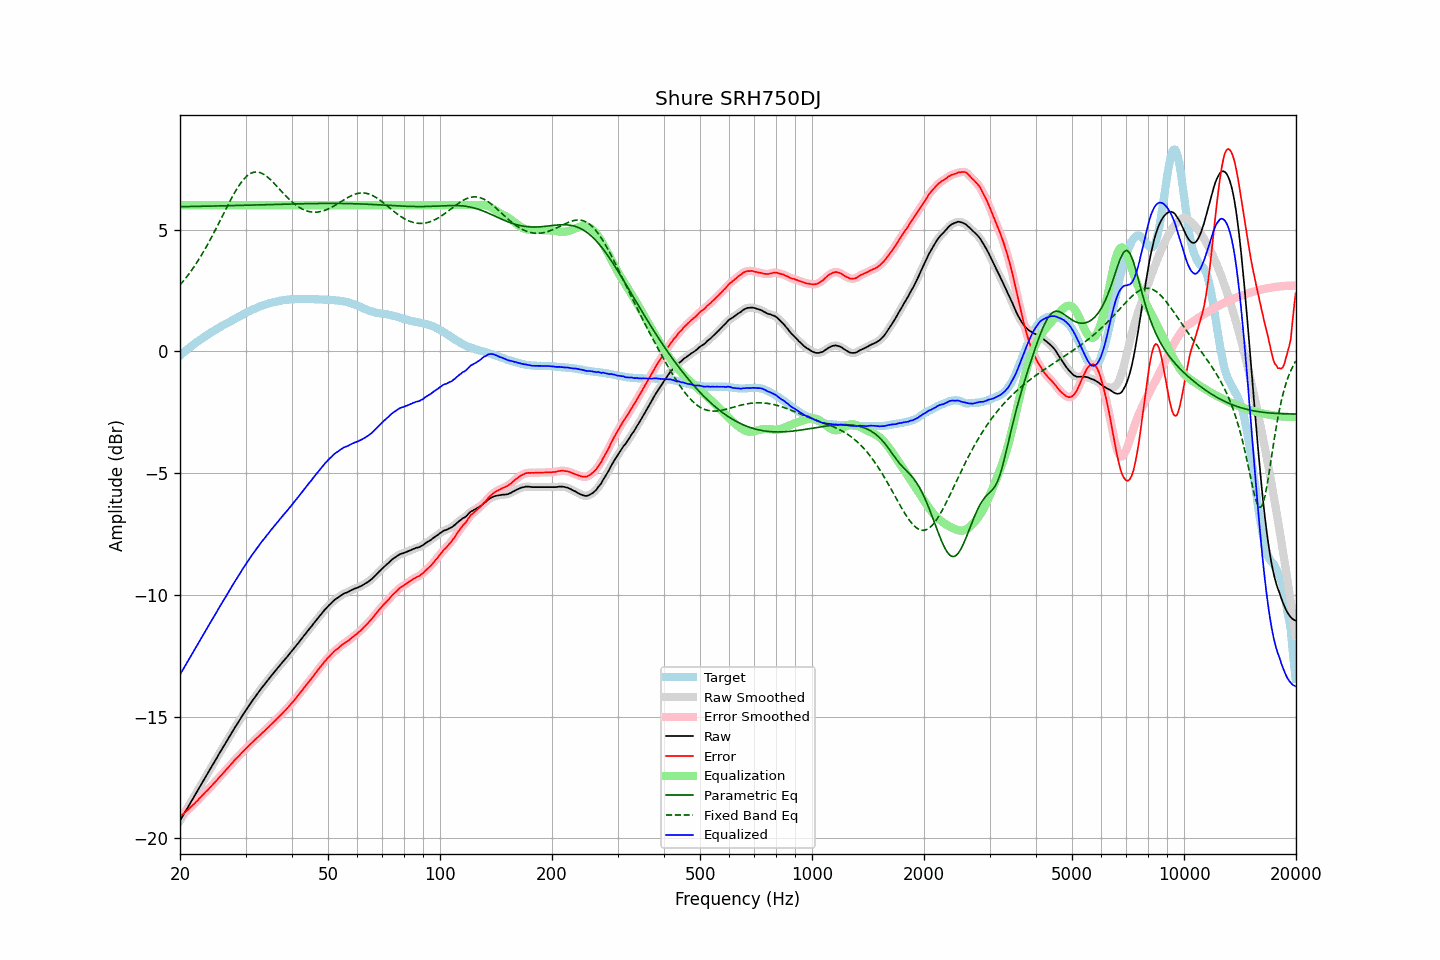 Shure SRH750DJ
Amplitude (dBr)
5
0
−5
−10
−15
−20
Target
Raw Smoothed
Error Smoothed
Raw
Error
Equalization
Parametric Eq
Fixed Band Eq
Equalized
20 50 100 200 500 1000 2000 5000 10000 20000
Frequency (Hz)